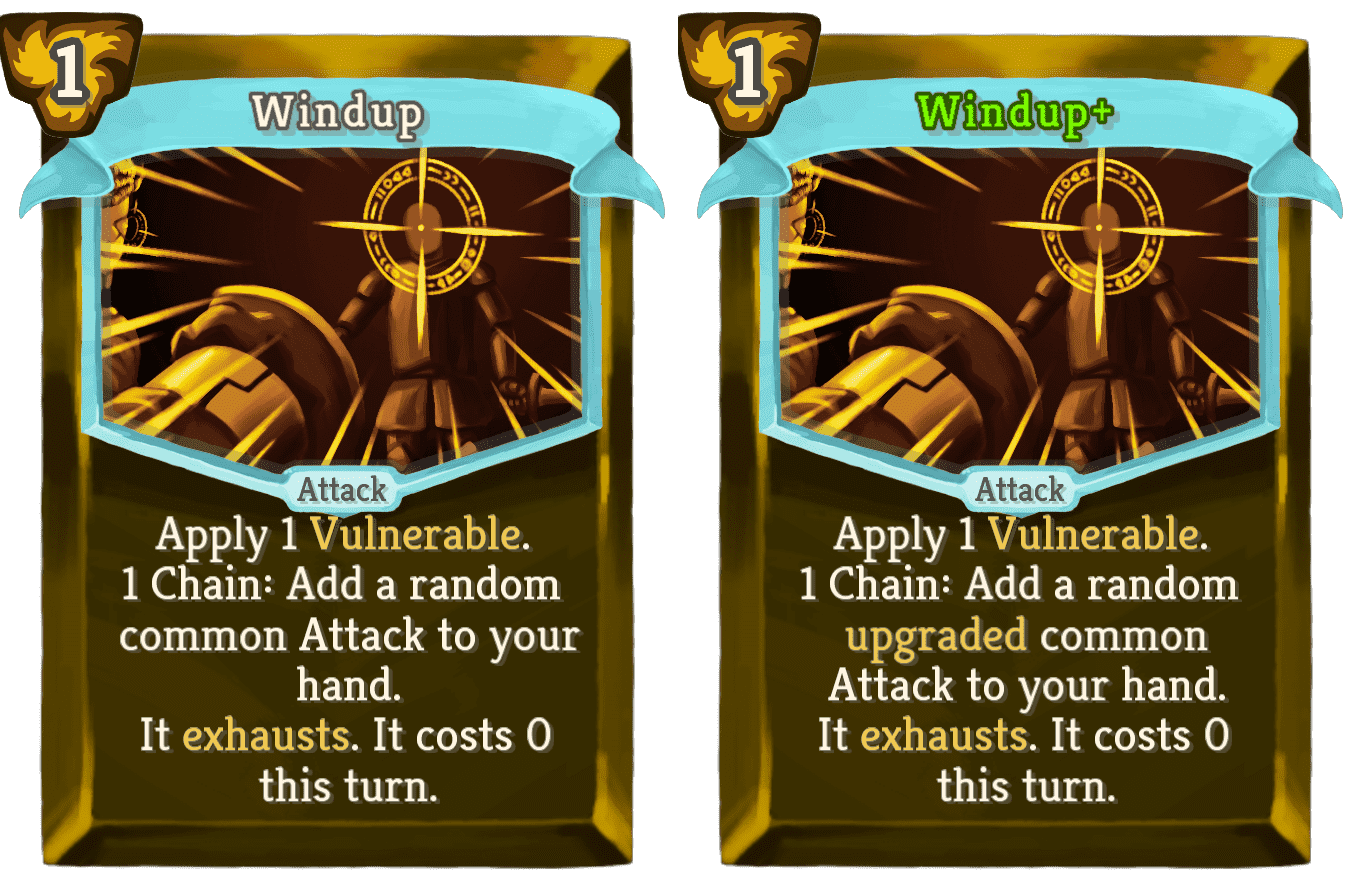 1
Windup
Attack
Apply 1 Vulnerable.
1 Chain: Add a random
common Attack to your
hand.
It exhausts. It costs 0
this turn.
1
Windup+
Attack
Apply 1 Vulnerable.
1 Chain: Add a random
upgraded common
Attack to your hand.
It exhausts. It costs 0
this turn.